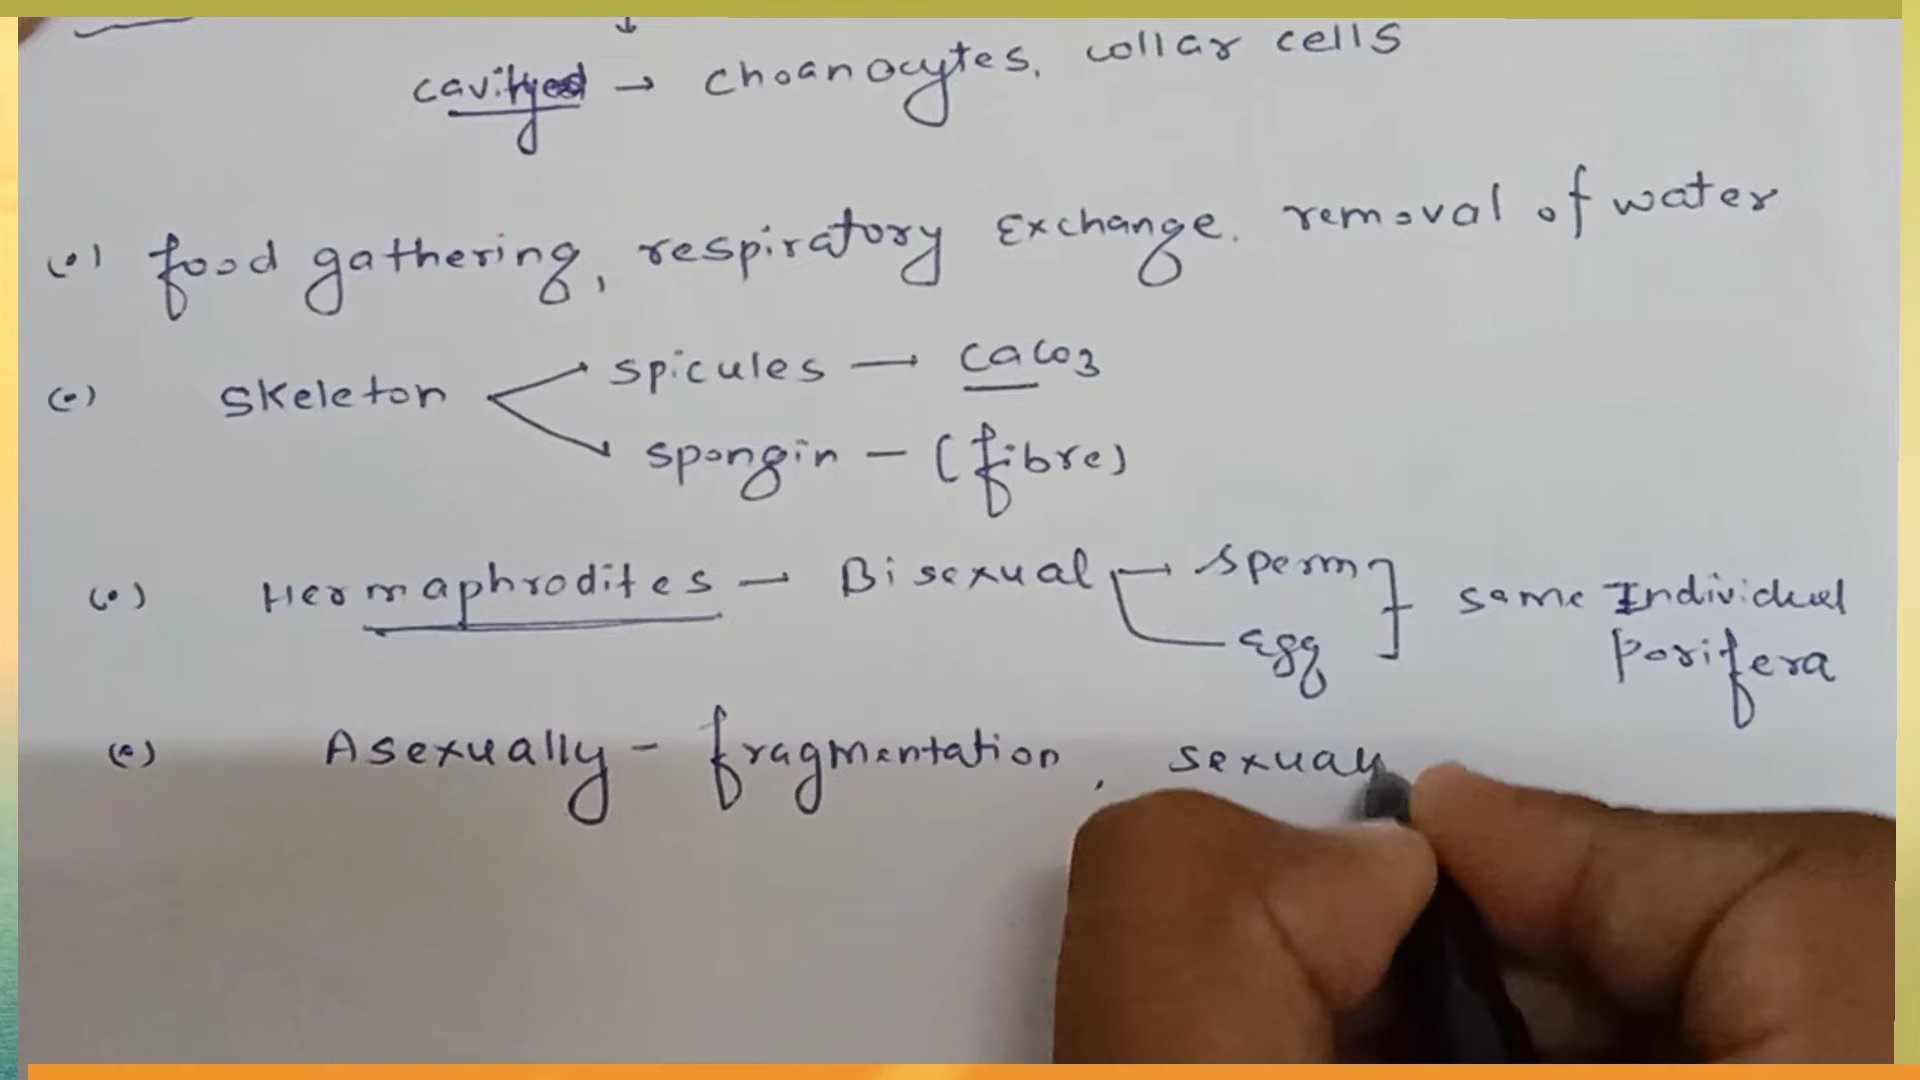 cavity → choanocytes, collar cells
(•) food gathering, respiratory Exchange. removal of water
(•) Skeleton spicules — CaCO3
spongin — (fibre)
(•) Hermaphrodites — Bisexual → sperm
Egg
same Individual
Porifera
(•) Asexually - fragmentation, sexually